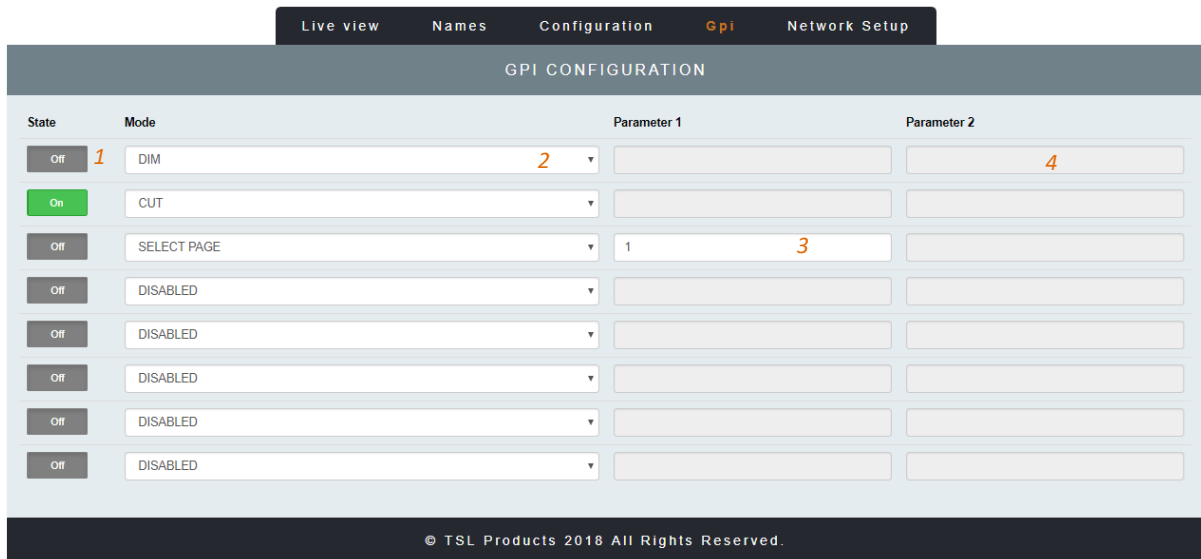 Live view Names Configuration Gpi Network Setup
GPI CONFIGURATION
State Mode Parameter 1 Parameter 2
Off 1 DIM 2 4
On CUT
Off SELECT PAGE 1 3
Off DISABLED
Off DISABLED
Off DISABLED
Off DISABLED
Off DISABLED
© TSL Products 2018 All Rights Reserved.